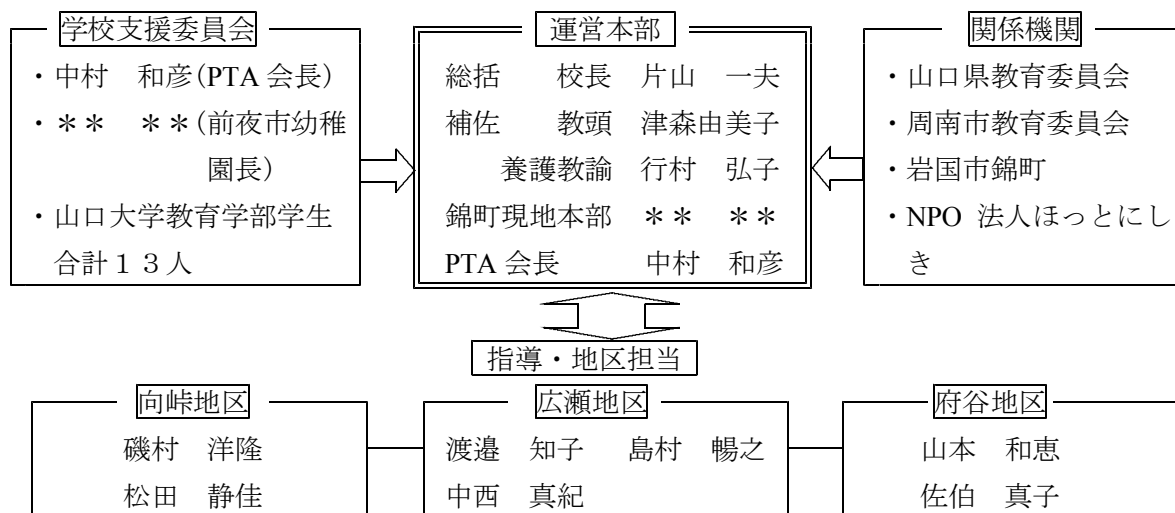 学校支援委員会
・中村　和彦(PTA 会長)
・＊＊　＊＊(前夜市幼稚
園長)
・山口大学教育学部学生
合計１３人
運営本部
総括　　校長　片山　一夫
補佐　　教頭　津森由美子
養護教諭　行村　弘子
錦町現地本部　＊＊　＊＊
PTA 会長　　　中村　和彦
関係機関
・山口県教育委員会
・周南市教育委員会
・岩国市錦町
・NPO 法人ほっとにし
き
指導・地区担当
向峠地区
磯村　洋隆
松田　静佳
広瀬地区
渡邉　知子　島村　暢之
中西　真紀
府谷地区
山本　和恵
佐伯　真子